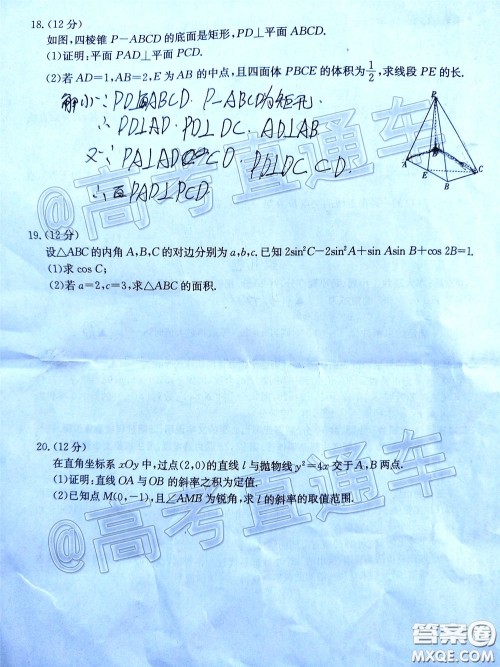 18.(12分)
如图,四棱锥P-ABCD的底面是矩形,PD⊥平面ABCD.
(1)证明:平面PAD⊥平面PCD.
(2)若AD=1,AB=2,E为AB的中点,且四面体PBCE的体积为1/2,求线段PE的长.
解(1)∵PD⊥面ABCD. P-ABCD为矩形
∴PD⊥AD. PD⊥DC. AD⊥AB
P
A
E
B
C
∴面PAD⊥PCD.
19.(12分)
设△ABC的内角A,B,C的对边分别为a,b,c.已知2sin²C-2sin²A+sin Asin B+cos 2B=1.
(1)求cos C;
(2)若a=2,c=3,求△ABC的面积.
20.(12分)
在直角坐标系xOy中,过点(2,0)的直线l与抛物线y²=4x交于A,B两点.
(1)证明:直线OA与OB的斜率之积为定值.
(2)已知点M(0,-1),且∠AMB为锐角,求l的斜率的取值范围.
@高考直通车
@高考直通车
答案圈
MXQE.COM